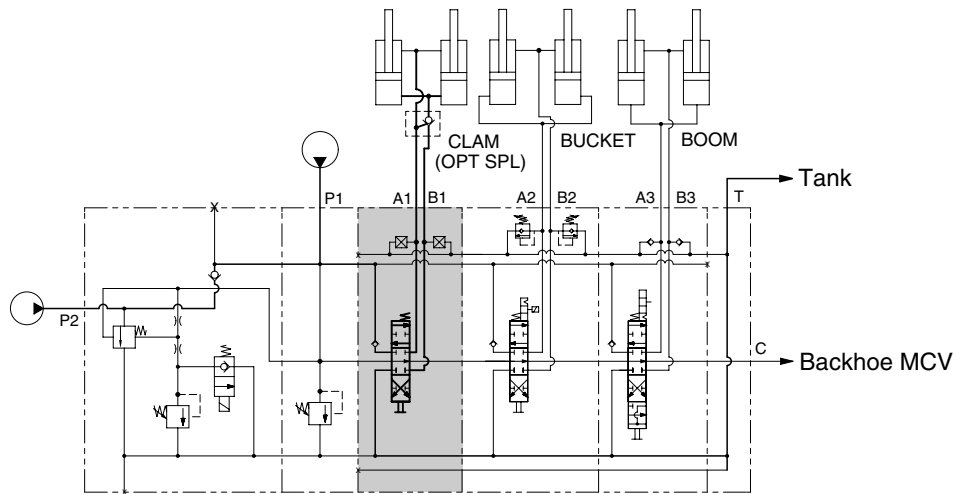 CLAM
(OPT SPL)
BUCKET
BOOM
Tank
P1
A1
B1
A2
B2
A3
B3
T
P2
C
Backhoe MCV